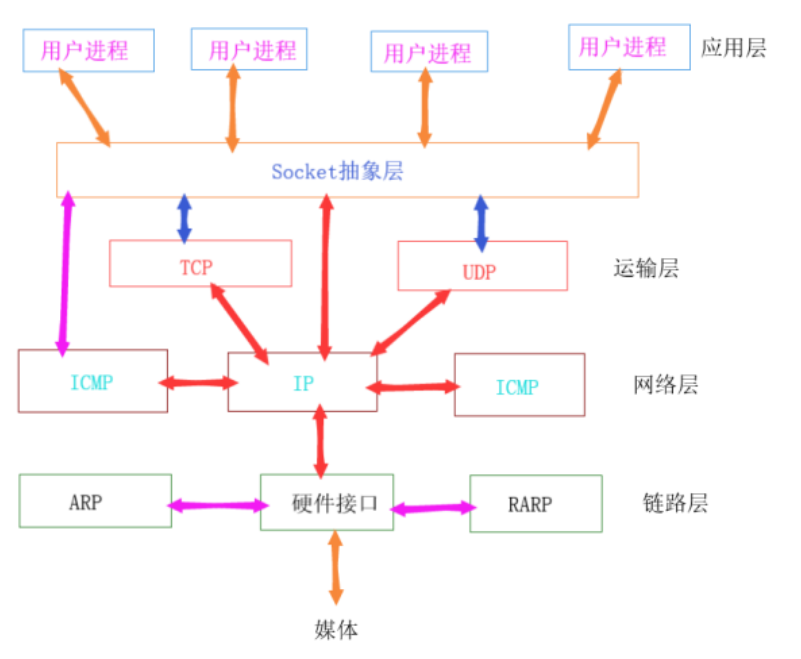 用户进程 用户进程 用户进程 用户进程 应用层
Socket抽象层
TCP UDP 运输层
ICMP IP ICMP 网络层
ARP 硬件接口 RARP 链路层
媒体